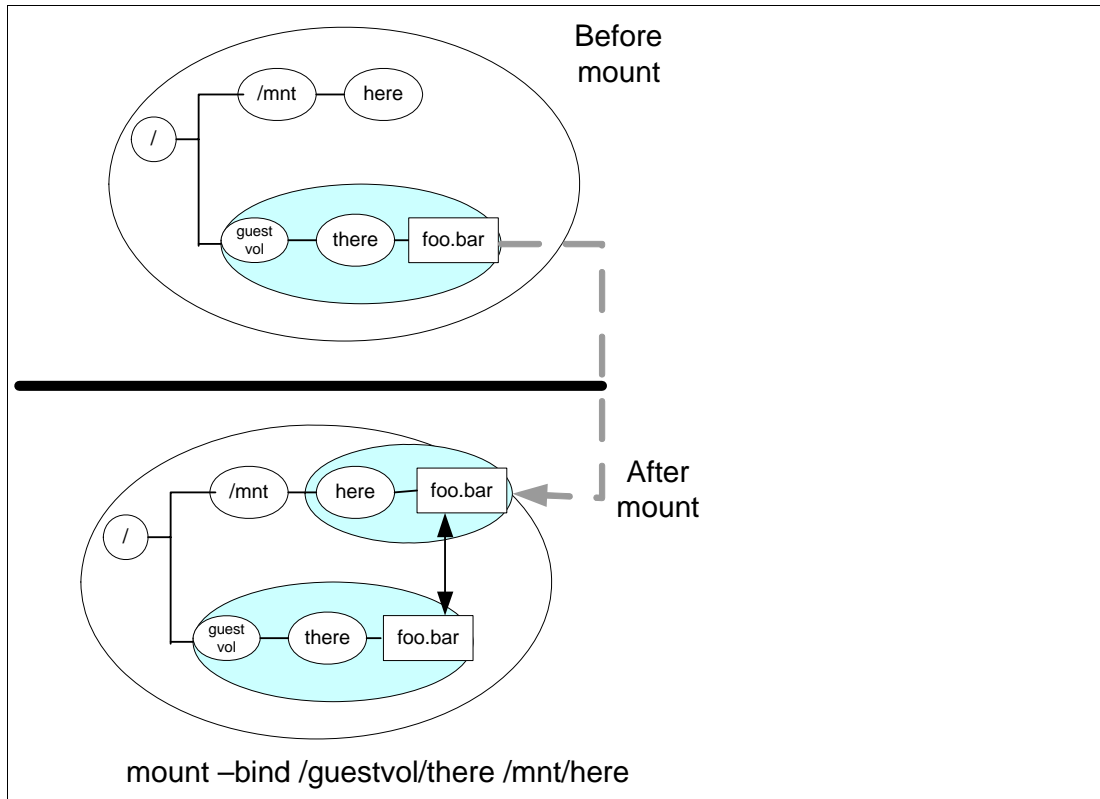 Before
mount
/mnt
here
/
guest
vol
there
foo.bar
After
mount
/mnt
here
foo.bar
/
guest
vol
there
foo.bar
mount –bind /guestvol/there /mnt/here